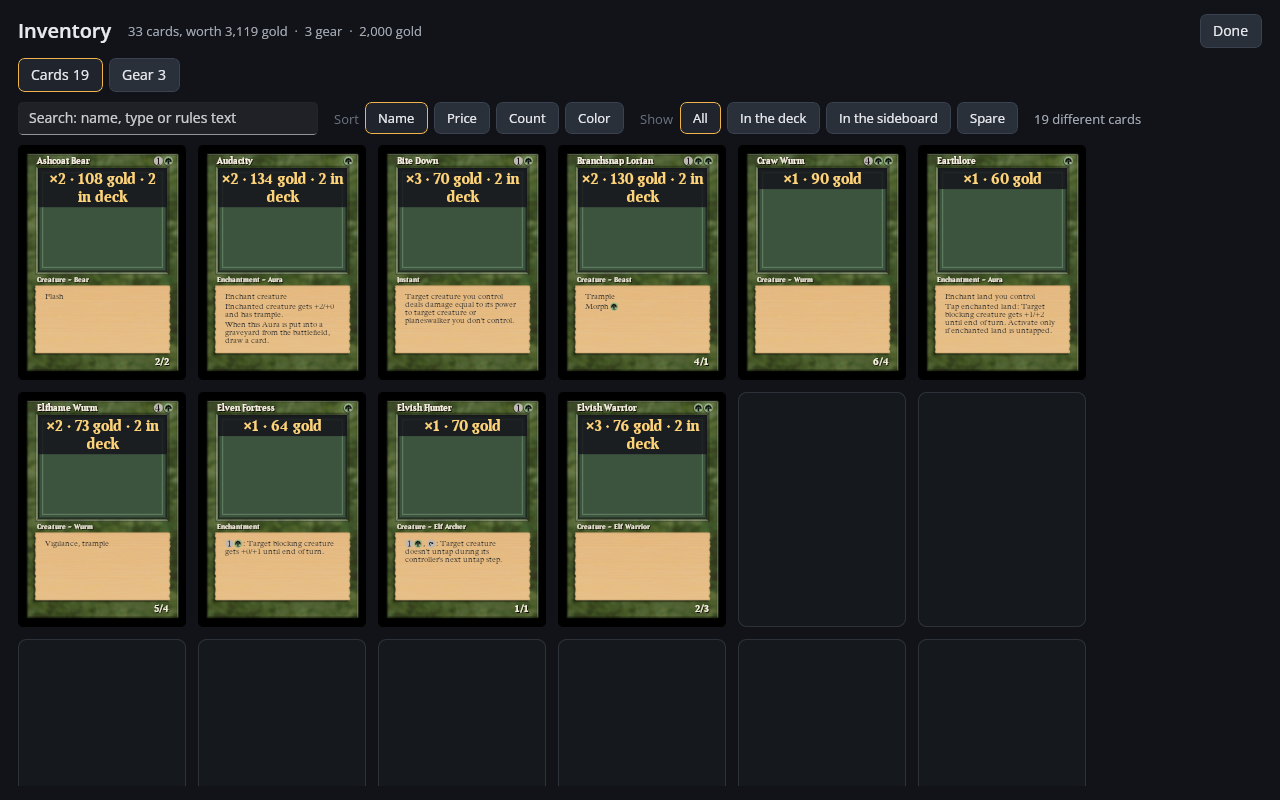 Inventory 33 cards, worth 3,119 gold · 3 gear · 2,000 gold Done
Cards 19 Gear 3
Search: name, type or rules text Sort Name Price Count Color Show All In the deck In the sideboard Spare 19 different cards
Ashcoat Bear 1
×2 · 108 gold · 2
in deck
Creature – Bear
Flash
2/2
Audacity
×2 · 134 gold · 2 in
deck
Enchantment – Aura
Enchant creature
Enchanted creature gets +2/+0
and has trample.
When this Aura is put into a
graveyard from the battlefield,
draw a card.
Bite Down 1
×3 · 70 gold · 2 in
deck
Instant
Target creature you control
deals damage equal to its power
to target creature or
planeswalker you don't control.
Branchsnap Lorian 1
×2 · 130 gold · 2 in
deck
Creature – Beast
Trample
Morph
4/1
Craw Wurm 4
×1 · 90 gold
Creature – Wurm
6/4
Earthlore
×1 · 60 gold
Enchantment – Aura
Enchant land you control
Tap enchanted land: Target
blocking creature gets +1/+2
until end of turn. Activate only
if enchanted land is untapped.
Elfhame Wurm 4
×2 · 73 gold · 2 in
deck
Creature – Wurm
Vigilance, trample
5/4
Elven Fortress
×1 · 64 gold
Enchantment
1 : Target blocking creature
gets +0/+1 until end of turn.
Elvish Hunter 1
×1 · 70 gold
Creature – Elf Archer
1 , : Target creature
doesn't untap during its
controller's next untap step.
1/1
Elvish Warrior
×3 · 76 gold · 2 in
deck
Creature – Elf Warrior
2/3